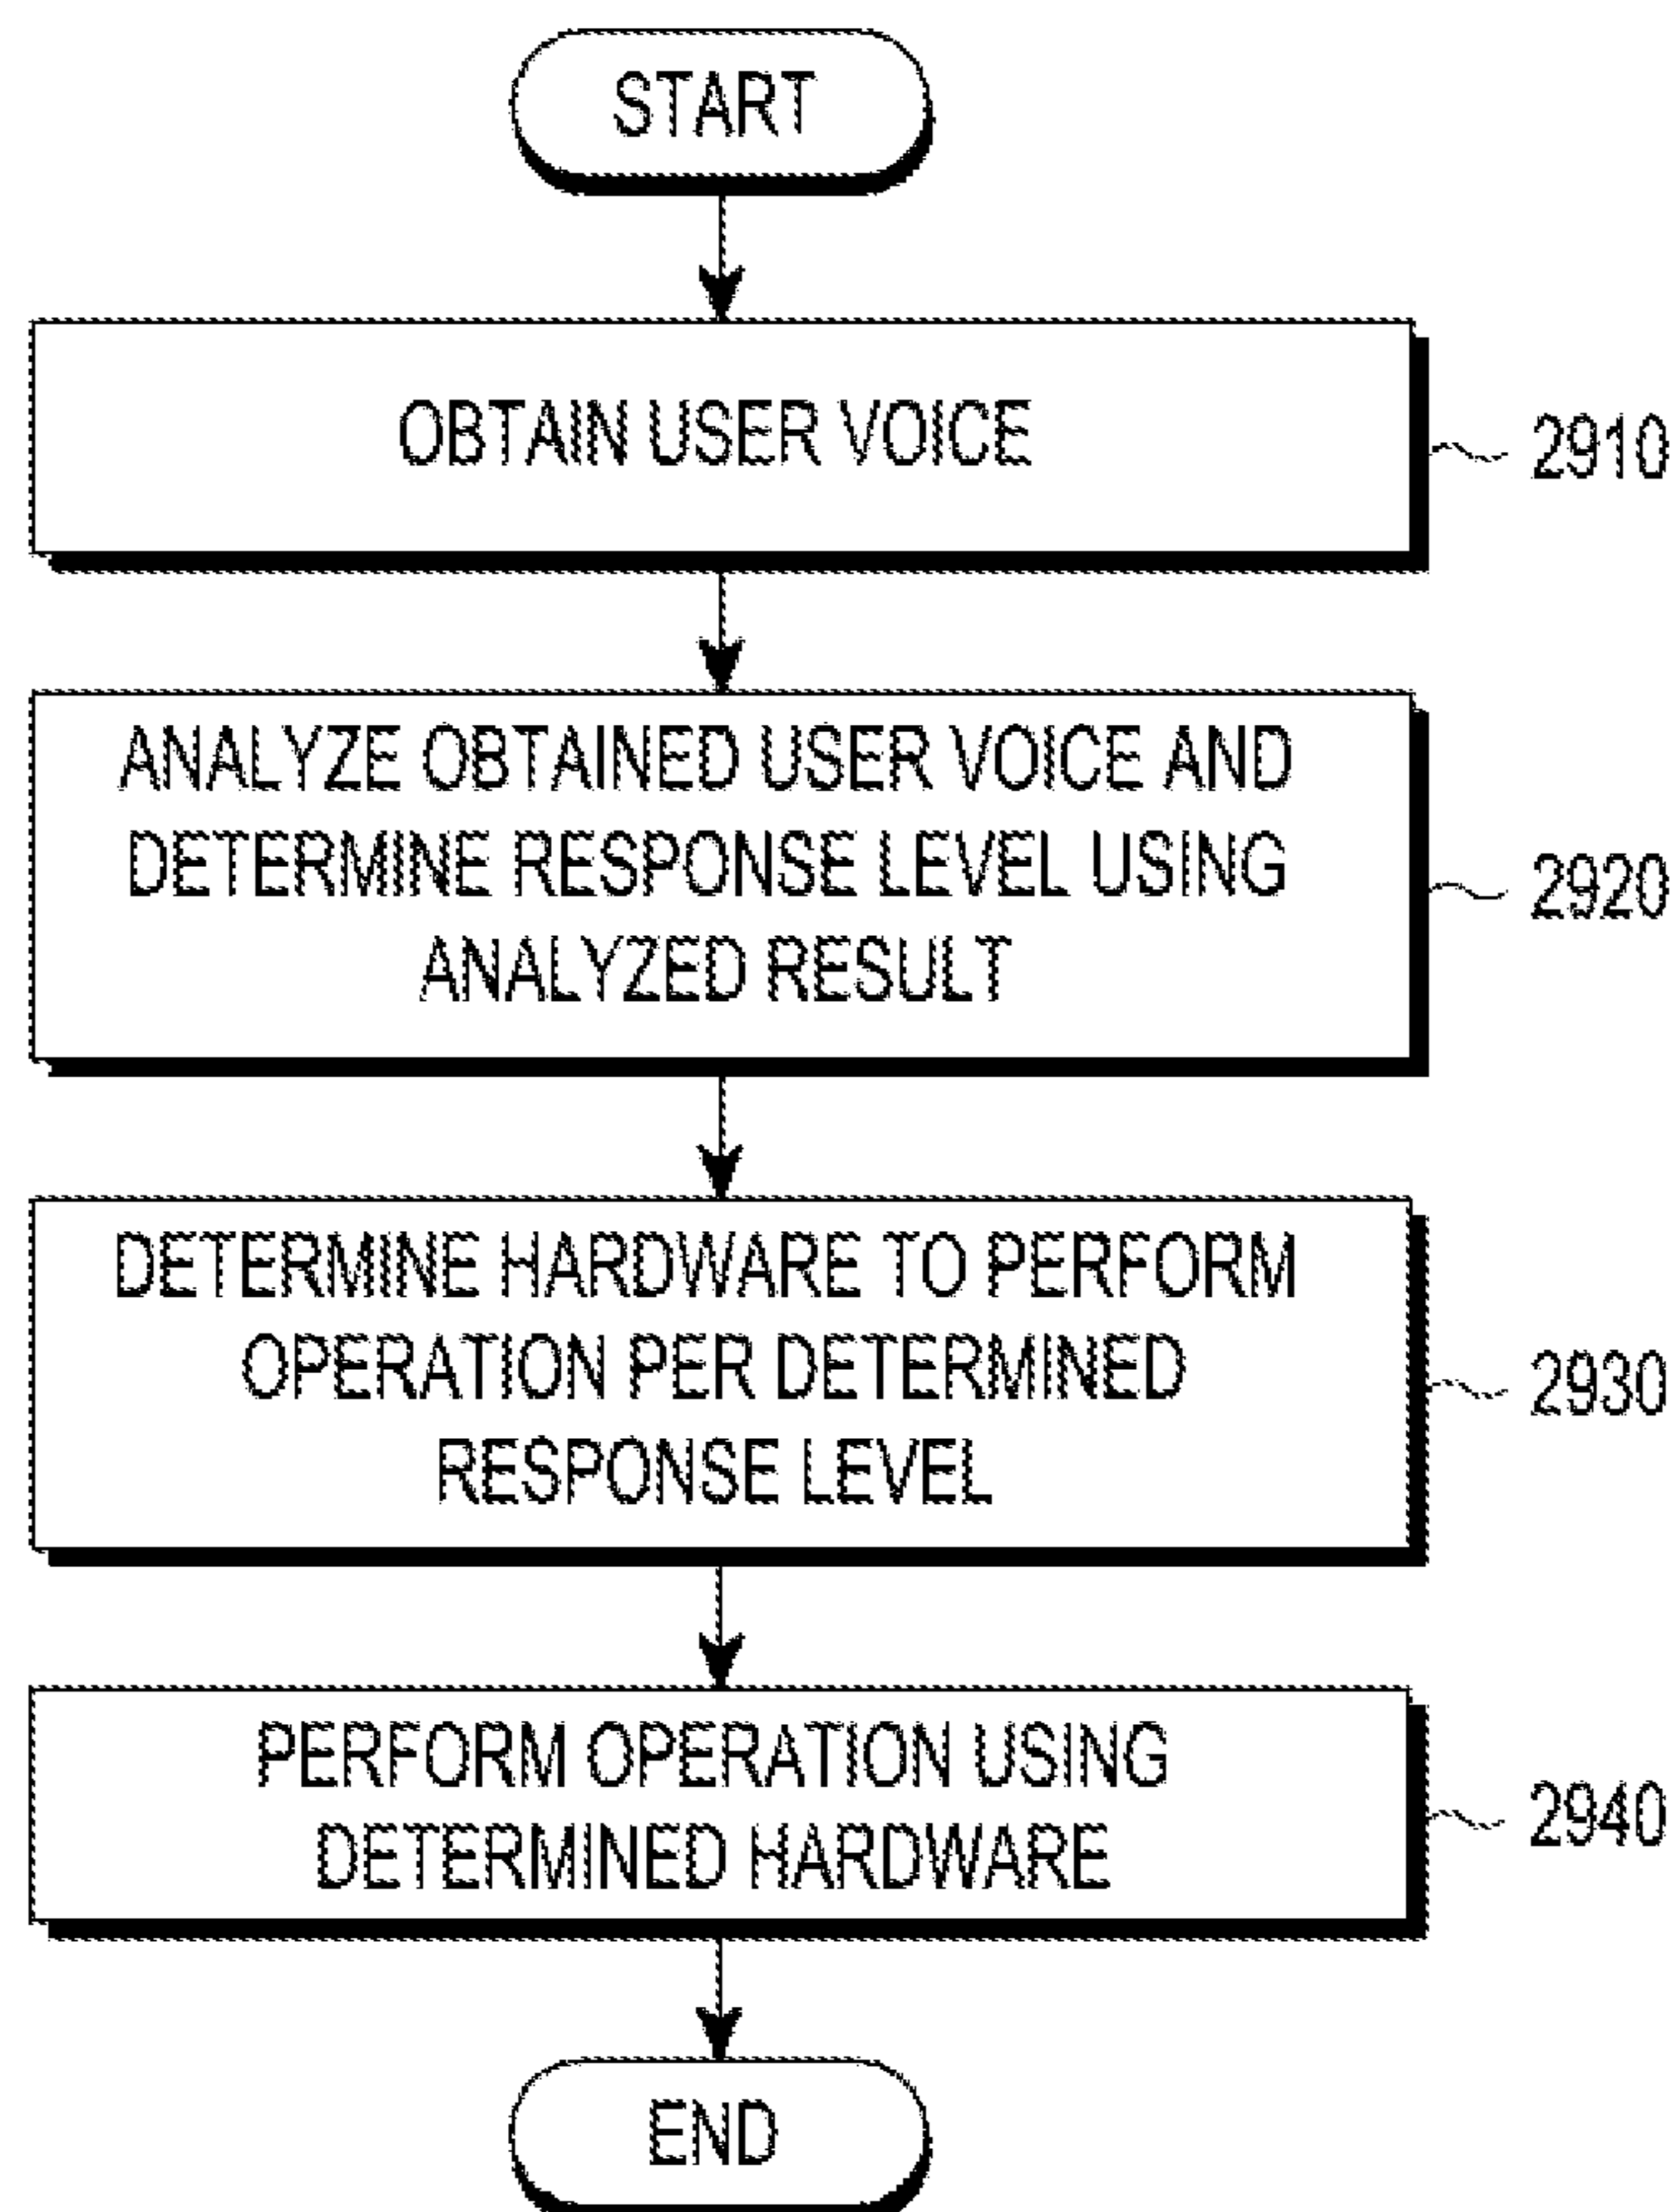 START
OBTAIN USER VOICE
2910
ANALYZE OBTAINED USER VOICE AND
DETERMINE RESPONSE LEVEL USING
ANALYZED RESULT
2920
DETERMINE HARDWARE TO PERFORM
OPERATION PER DETERMINED
RESPONSE LEVEL
2930
PERFORM OPERATION USING
DETERMINED HARDWARE
2940
END